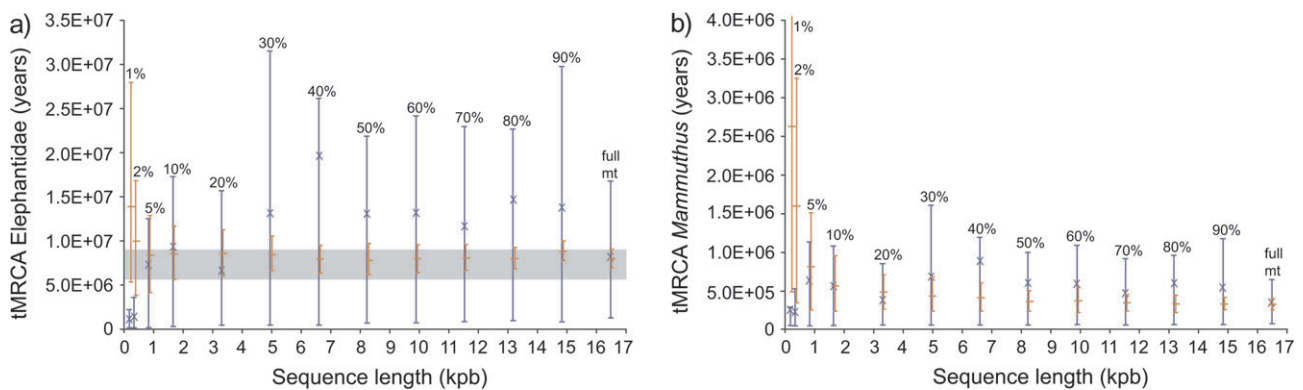 a)
tMRCA Elephantidae (years)
3.5E+07
3.0E+07
2.5E+07
2.0E+07
1.5E+07
1.0E+07
5.0E+06
0
1%
2%
5%
10%
20%
30%
40%
50%
60%
70%
80%
90%
full
mt
0 1 2 3 4 5 6 7 8 9 10 11 12 13 14 15 16 17
Sequence length (kpb)
b)
tMRCA Mammuthus (years)
4.0E+06
3.5E+06
3.0E+06
2.5E+06
2.0E+06
1.5E+06
1.0E+06
5.0E+05
0
1%
2%
5%
10%
20%
30%
40%
50%
60%
70%
80%
90%
full
mt
0 1 2 3 4 5 6 7 8 9 10 11 12 13 14 15 16 17
Sequence length (kpb)